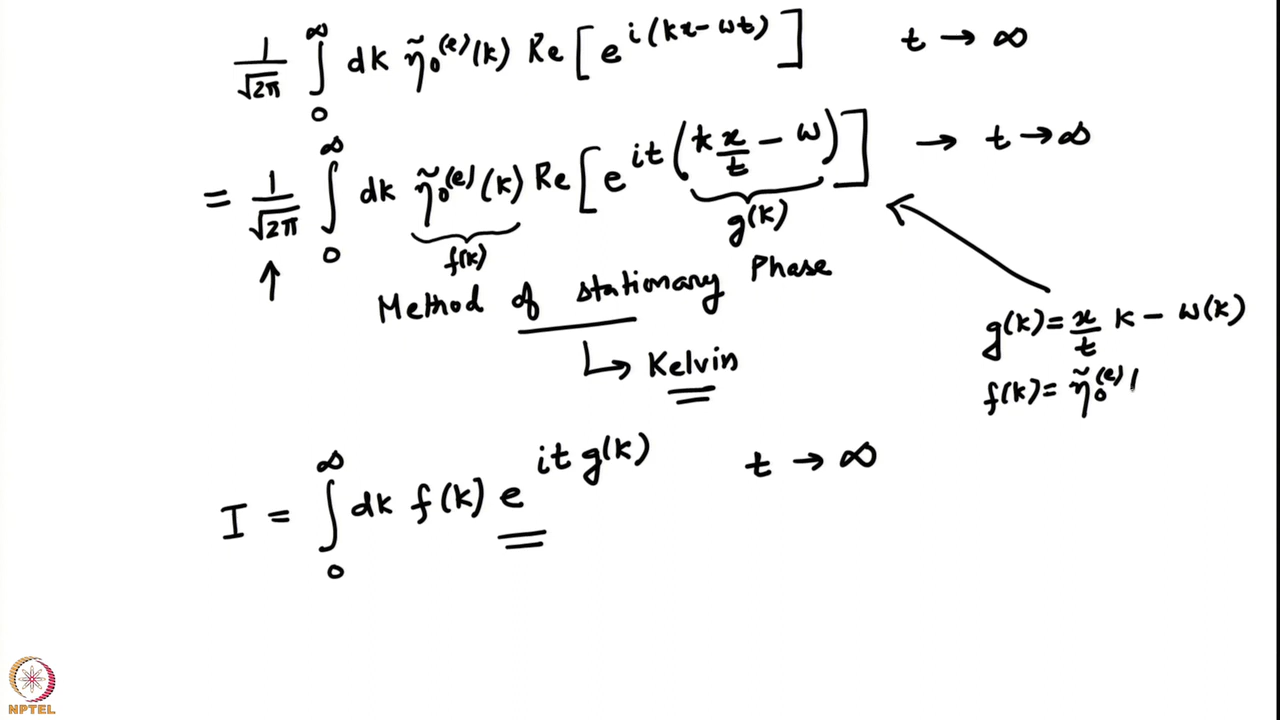 1/√2π ∫₀^∞ dk η̃₀⁽ᵉ⁾(k) Re[e^{i(kx-ωt)}] t → ∞
= 1/√2π ∫₀^∞ dk η̃₀⁽ᵉ⁾(k) Re[e^{it(k x/t - ω)}] → t → ∞
↑ f(k) g(k)
Method of stationary Phase
g(k) = x/t k - ω(k)
↳ Kelvin
f(k) = η̃₀⁽ᵉ⁾(
I = ∫₀^∞ dk f(k) e^{it g(k)} t → ∞
NPTEL